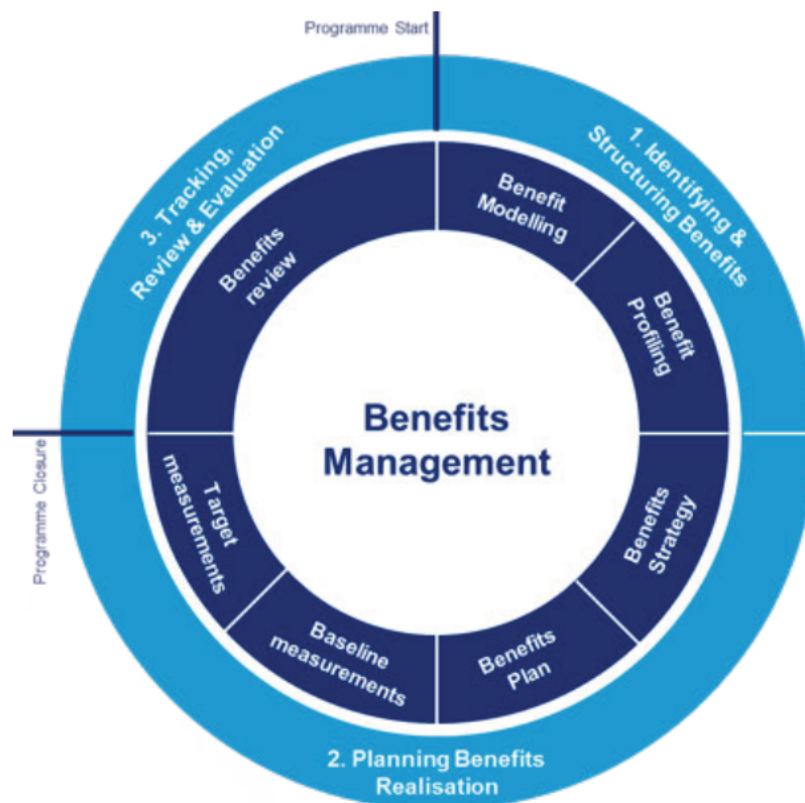 Programme Start
1. Identifying &
Structuring Benefits
Benefit
Modelling
Benefit
Profiling
Benefits
Strategy
Benefits
Plan
2. Planning Benefits
Realisation
Baseline
measurements
Target
measurements
Programme Closure
3. Tracking,
Review & Evaluation
Benefits
review
Benefits
Management